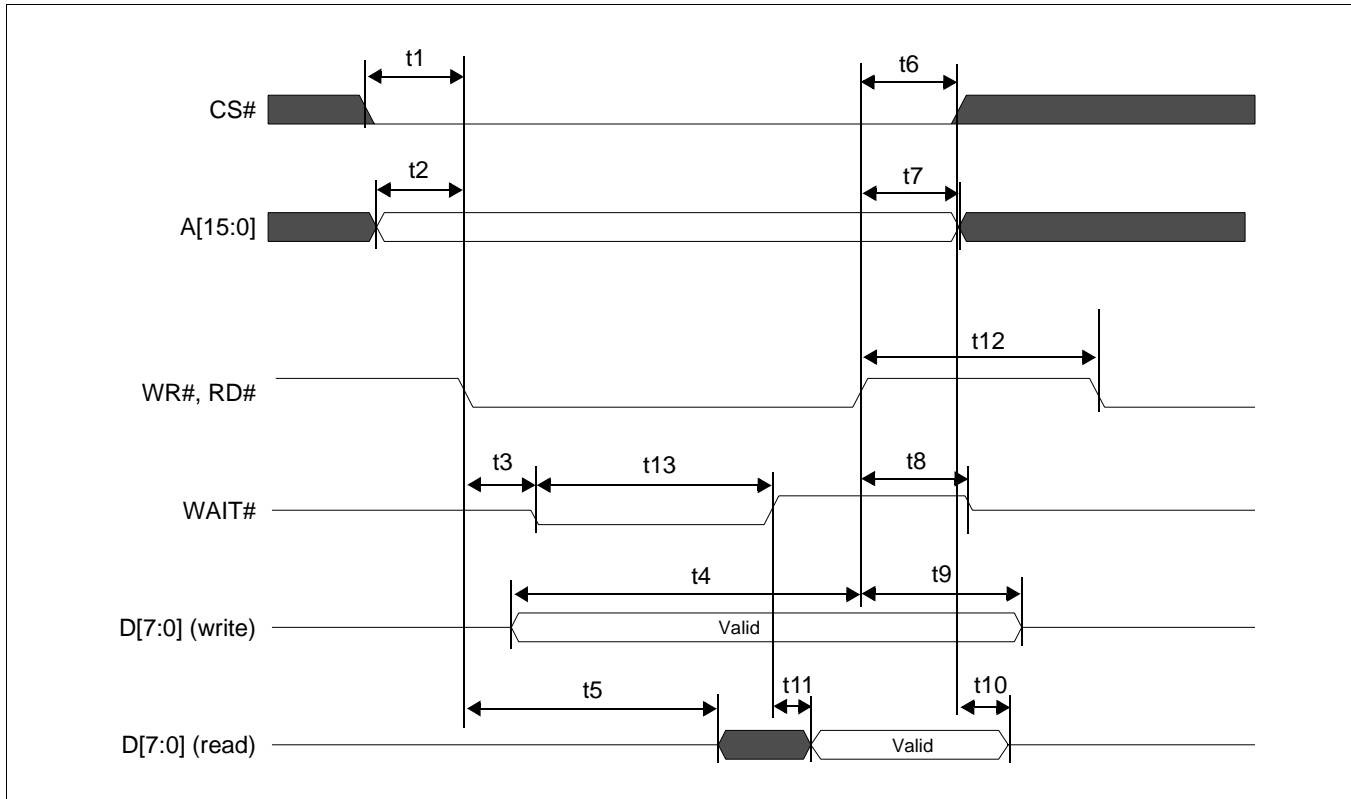 t1
t6
CS#
t2
t7
A[15:0]
t12
WR#, RD#
t3
t13
t8
WAIT#
t4
t9
D[7:0] (write)
Valid
t5
t11
t10
D[7:0] (read)
Valid